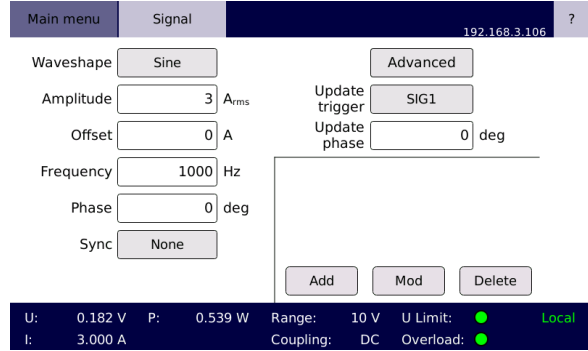 Main menu Signal 192.168.3.106 ?
Waveshape Sine Advanced
Amplitude 3 Arms Update trigger SIG1
Offset 0 A Update phase 0 deg
Frequency 1000 Hz
Phase 0 deg
Sync None
Add Mod Delete
U: 0.182 V P: 0.539 W Range: 10 V U Limit: Local
I: 3.000 A Coupling: DC Overload: